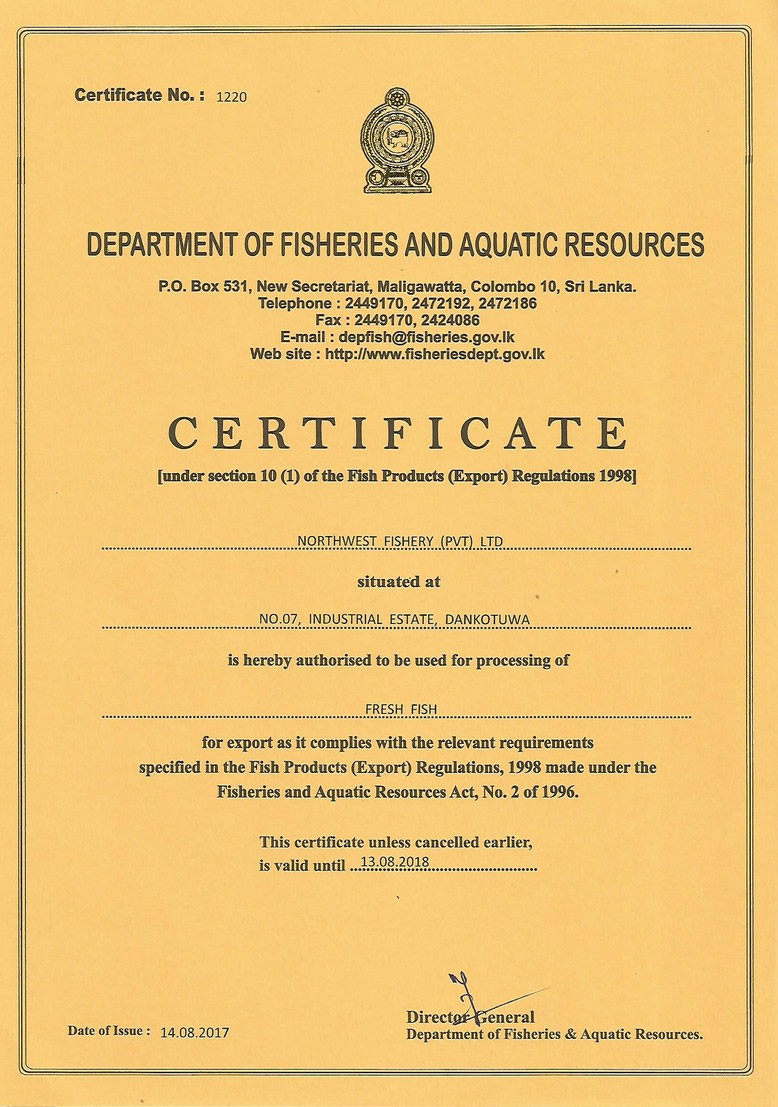 Certificate No. : 1220
DEPARTMENT OF FISHERIES AND AQUATIC RESOURCES
P.O. Box 531, New Secretariat, Maligawatta, Colombo 10, Sri Lanka.
Telephone : 2449170, 2472192, 2472186
Fax : 2449170, 2424086
E-mail : depfish@fisheries.gov.lk
Web site : http://www.fisheriesdept.gov.lk
CERTIFICATE
[under section 10 (1) of the Fish Products (Export) Regulations 1998]
NORTHWEST FISHERY (PVT) LTD
situated at
NO.07, INDUSTRIAL ESTATE, DANKOTUWA
is hereby authorised to be used for processing of
FRESH FISH
for export as it complies with the relevant requirements
specified in the Fish Products (Export) Regulations, 1998 made under the
Fisheries and Aquatic Resources Act, No. 2 of 1996.
This certificate unless cancelled earlier,
is valid until 13.08.2018
Director General
Date of Issue : 14.08.2017
Department of Fisheries & Aquatic Resources.